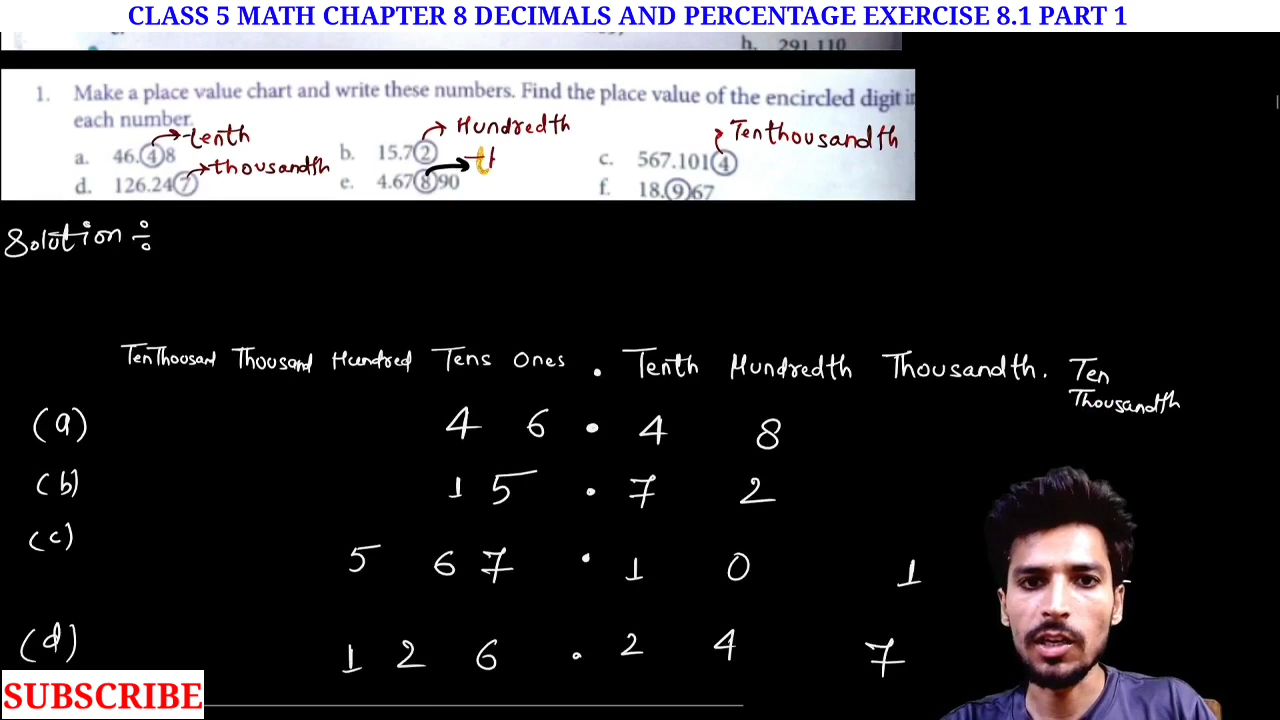 CLASS 5 MATH CHAPTER 8 DECIMALS AND PERCENTAGE EXERCISE 8.1 PART 1
h. 291.110
1. Make a place value chart and write these numbers. Find the place value of the encircled digit in
each number.
tenth Hundredth Tenthousandth
a. 46.48 b. 15.72 c. 567.1014
thousandth th
d. 126.247 e. 4.67890 f. 18.967
Solution ÷
TenThousand Thousand Hundred Tens Ones . Tenth Hundredth Thousandth. Ten
Thousandth
(a) 4 6 . 4 8
(b) 1 5 . 7 2
(c) 5 6 7 . 1 0 1
(d) 1 2 6 . 2 4 7
SUBSCRIBE